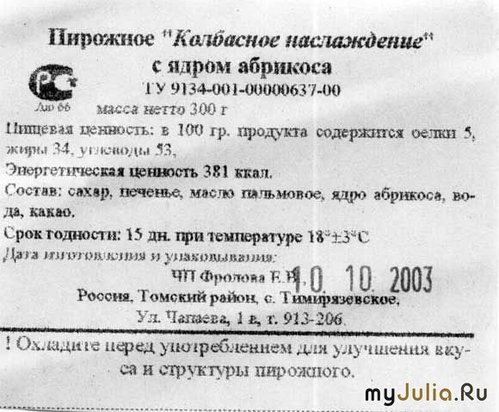 Пирожное "Колбасное наслаждение"
с ядром абрикоса
ТУ 9134-001-00000637-00
РС
Аю 66
масса нетто 300 г
Пищевая ценность: в 100 гр. продукта содержится белки 5,
жиры 34, углеводы 53,
Энергетическая ценность 381 ккал.
Состав: сахар, печенье, масло пальмовое, ядро абрикоса, во-
да, какао.
Срок годности: 15 дн. при температуре 18°±3°С
Дата изготовления и упаковывания:
ЧП Фролова Е.В. 10.10.2003
Россия, Томский район, с. Тимирязевское,
Ул. Чапаева, 1 в, т. 913-206
! Охладите перед употреблением для улучшения вку-
са и структуры пирожного.
myJulia.Ru